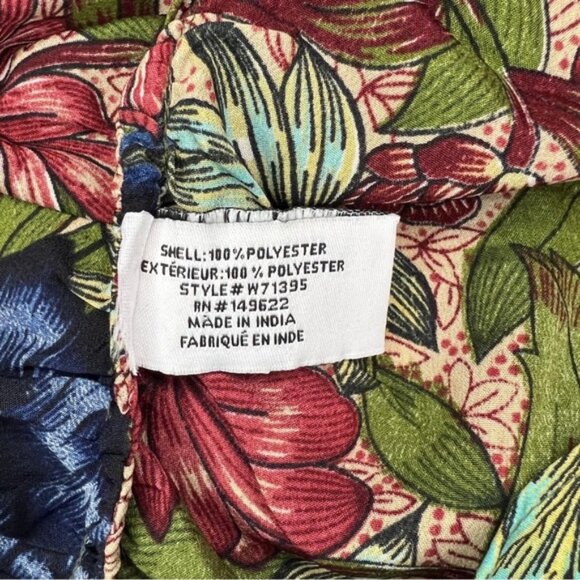 SHELL: 100% POLYESTER
EXTÉRIEUR: 100 % POLYESTER
STYLE# W71395
RN #149622
MADE IN INDIA
FABRIQUÉ EN INDE